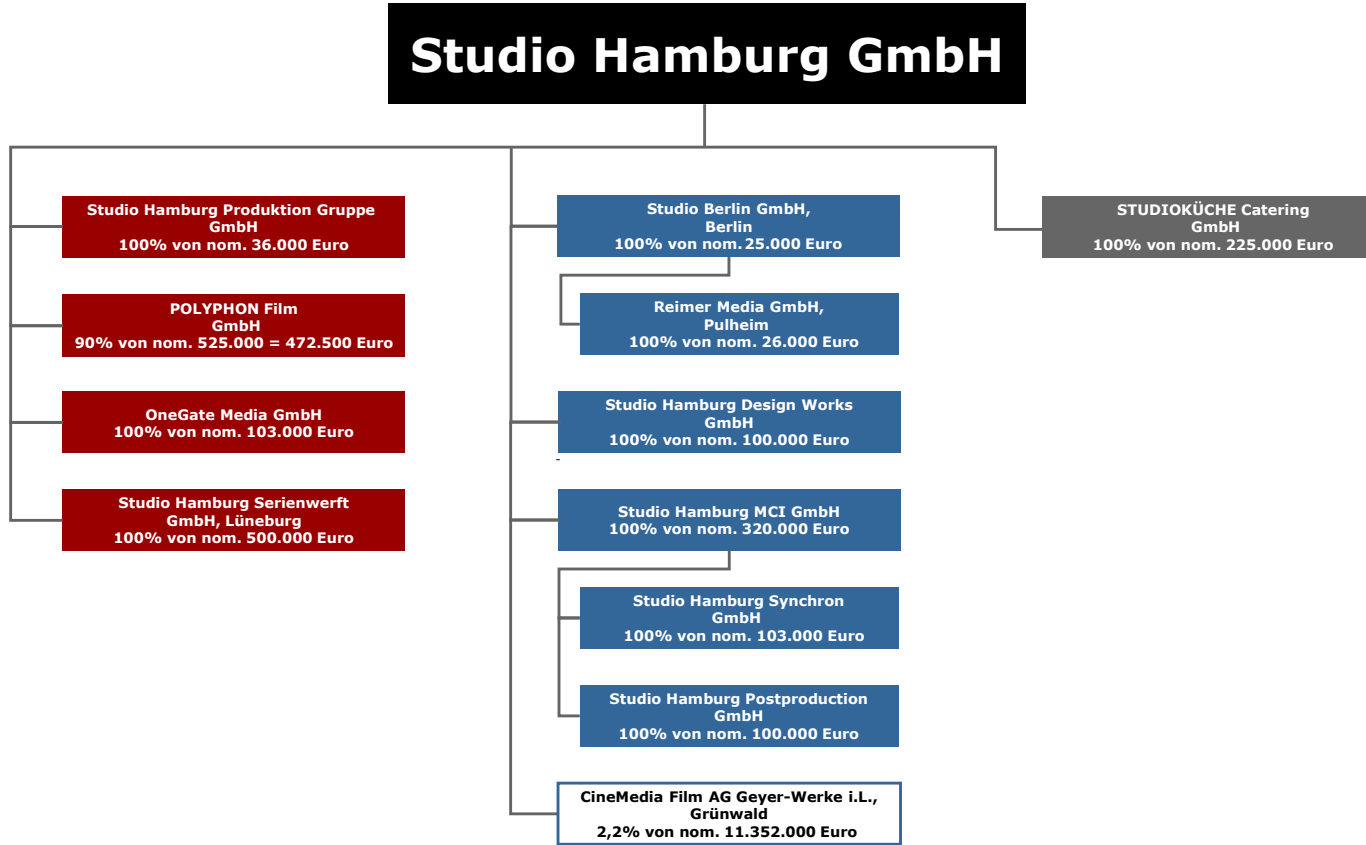 Studio Hamburg GmbH
Studio Hamburg Produktion Gruppe
GmbH
100% von nom. 36.000 Euro
POLYPHON Film
GmbH
90% von nom. 525.000 = 472.500 Euro
OneGate Media GmbH
100% von nom. 103.000 Euro
Studio Hamburg Serienwerft
GmbH, Lüneburg
100% von nom. 500.000 Euro
Studio Berlin GmbH,
Berlin
100% von nom. 25.000 Euro
Reimer Media GmbH,
Pulheim
100% von nom. 26.000 Euro
Studio Hamburg Design Works
GmbH
100% von nom. 100.000 Euro
-
Studio Hamburg MCI GmbH
100% von nom. 320.000 Euro
Studio Hamburg Synchron
GmbH
100% von nom. 103.000 Euro
Studio Hamburg Postproduction
GmbH
100% von nom. 100.000 Euro
CineMedia Film AG Geyer-Werke i.L.,
Grünwald
2,2% von nom. 11.352.000 Euro
STUDIOKÜCHE Catering
GmbH
100% von nom. 225.000 Euro